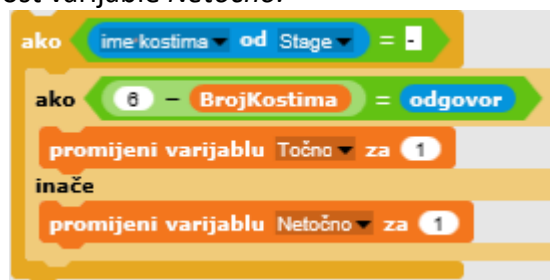 ost varijable Netočno.
ako ime kostima od Stage = -
ako 6 - BrojKostima = odgovor
promijeni varijablu Točno za 1
inače
promijeni varijablu Netočno za 1